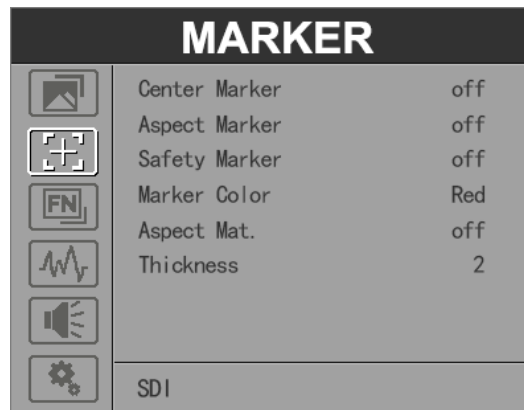 MARKER
Center Marker off
Aspect Marker off
Safety Marker off
FN
Marker Color Red
Aspect Mat. off
Thickness 2
SDI